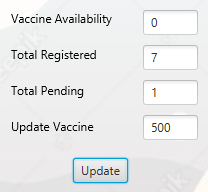 Vaccine Availability 0
Total Registered 7
Total Pending 1
Update Vaccine 500
Update